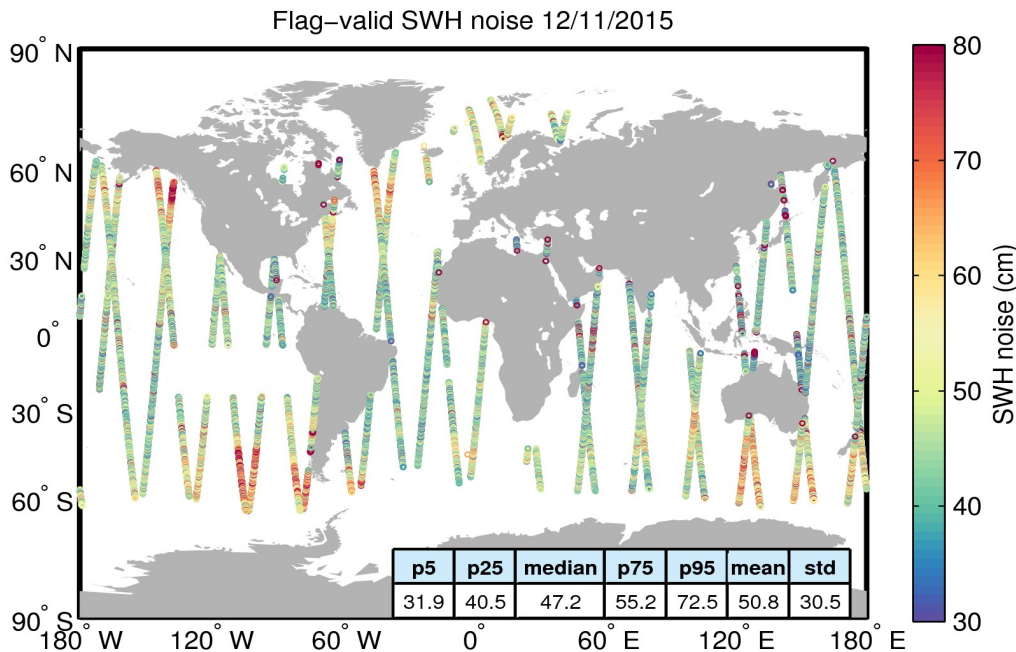 Flag−valid SWH noise 12/11/2015
90° N
60° N
30° N
0°
30° S
60° S
90° S
180° W
120° W
60° W
0°
60° E
120° E
180° E
p5 p25 median p75 p95 mean std
31.9 40.5 47.2 55.2 72.5 50.8 30.5
80
70
60
50
40
30
SWH noise (cm)